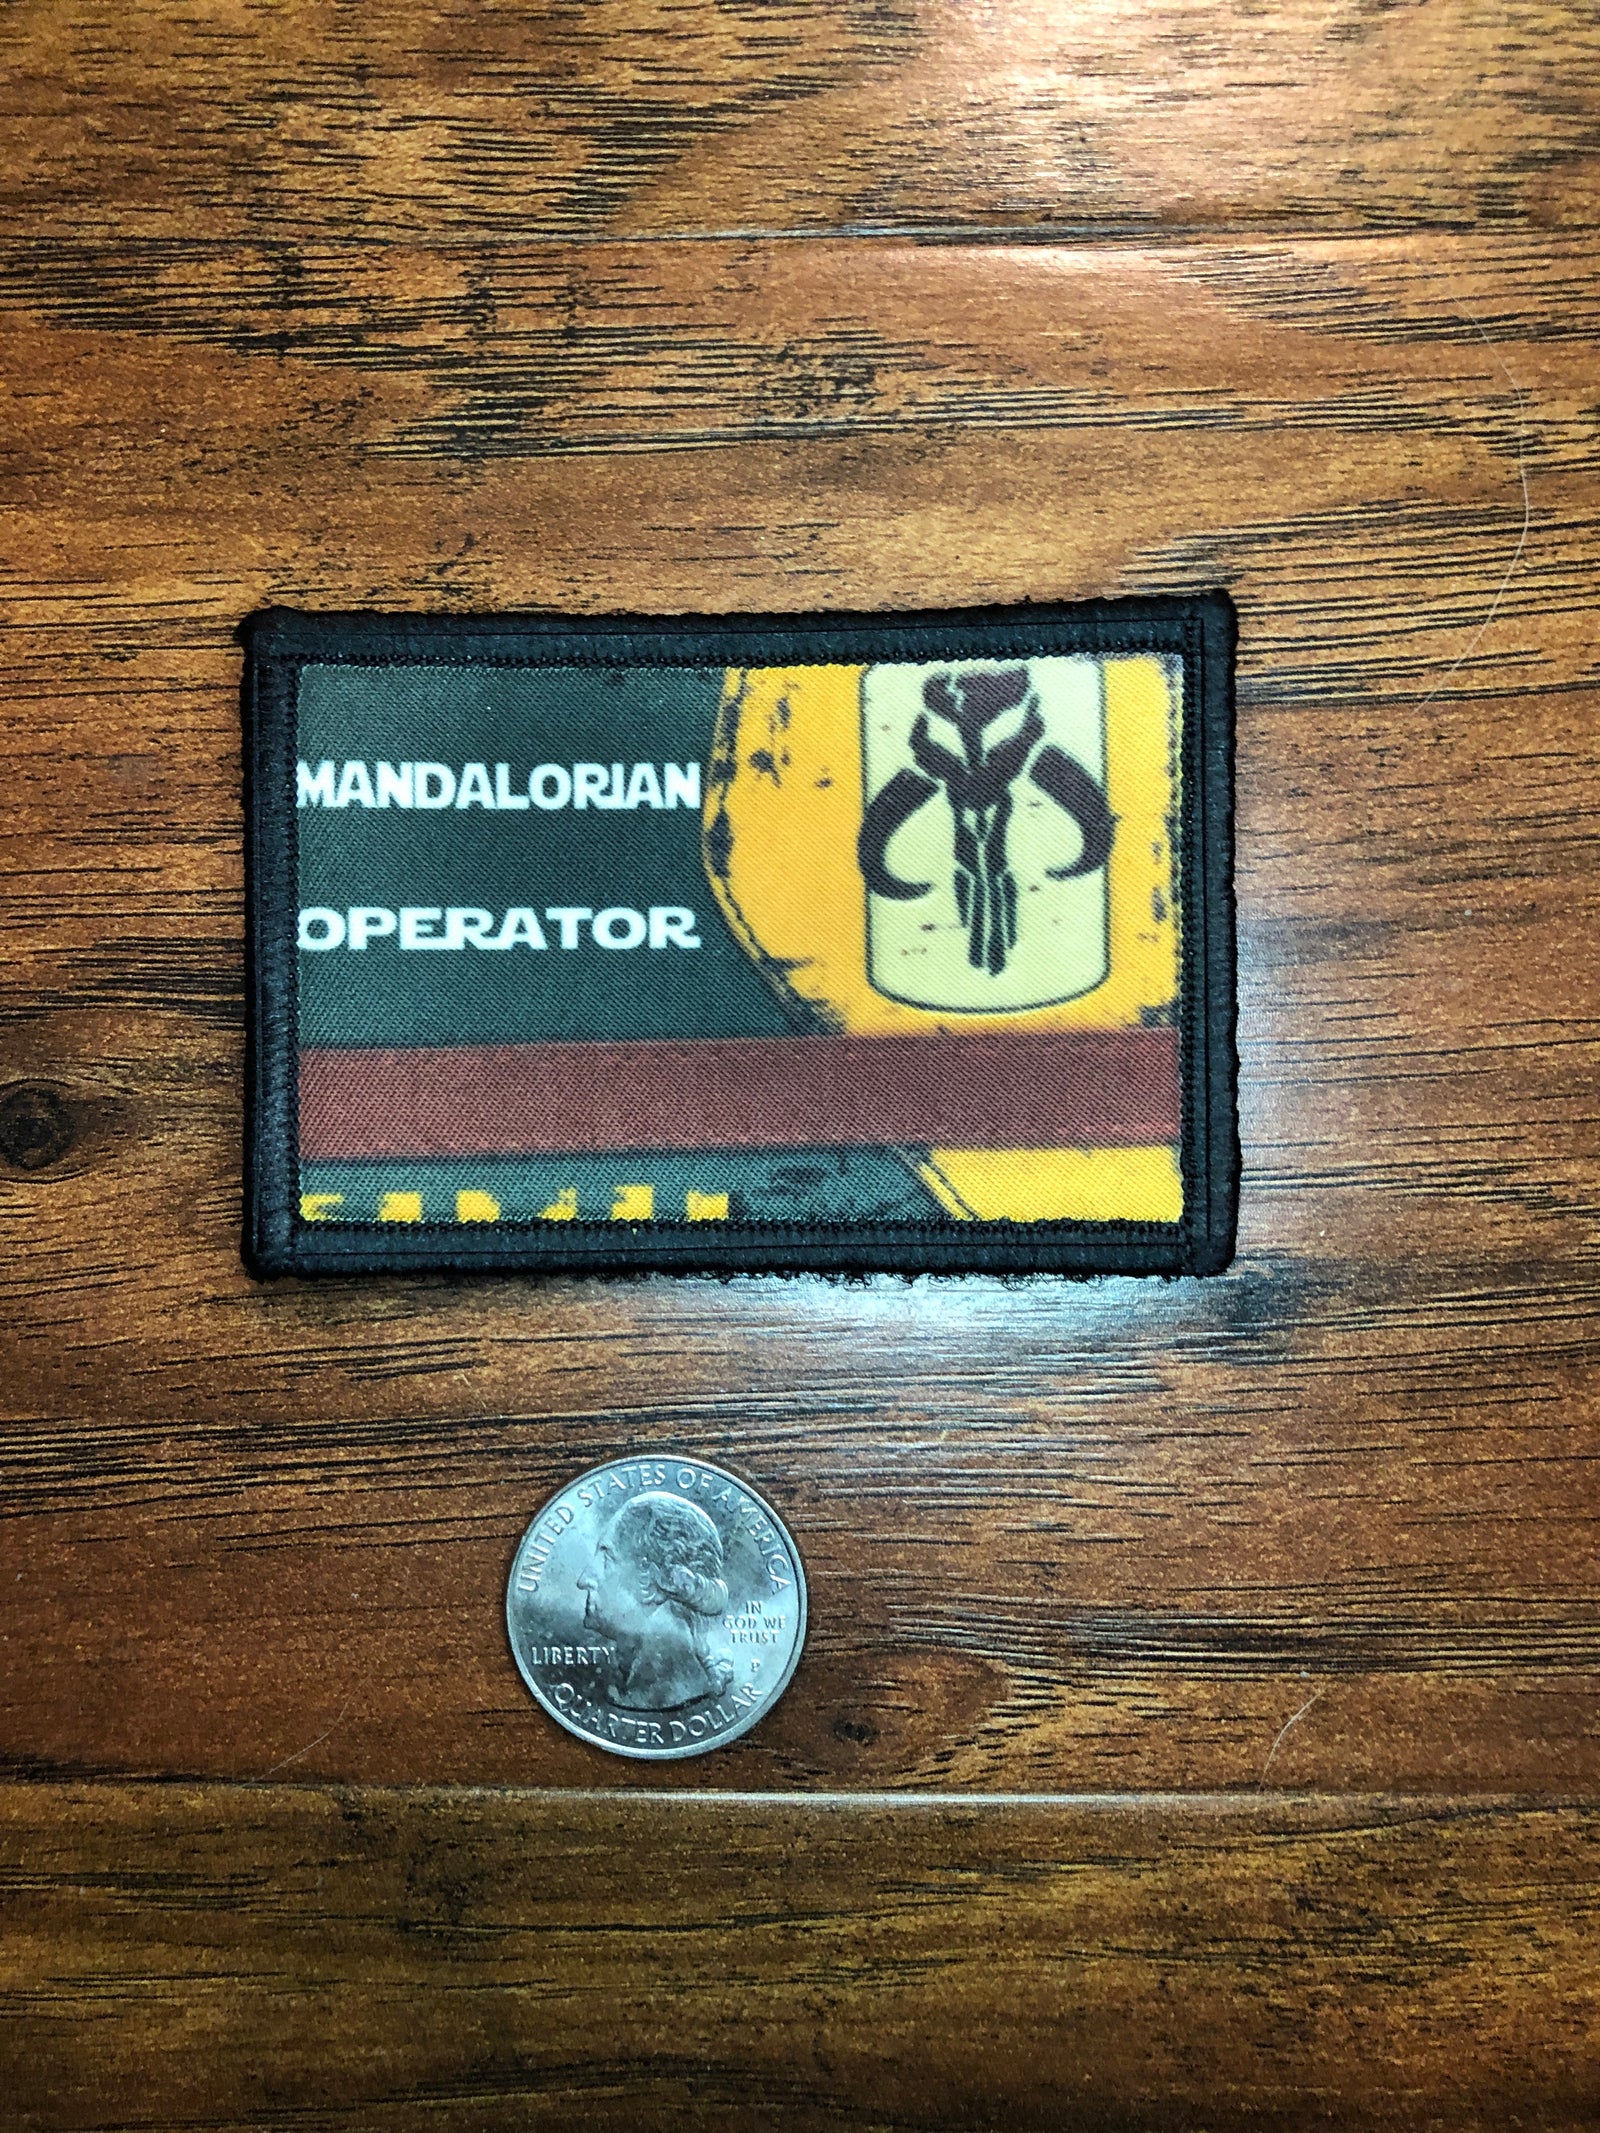 MANDALORIAN
OPERATOR
UNITED STATES OF AMERICA
IN
GOD WE
TRUST
LIBERTY
P
QUARTER DOLLAR